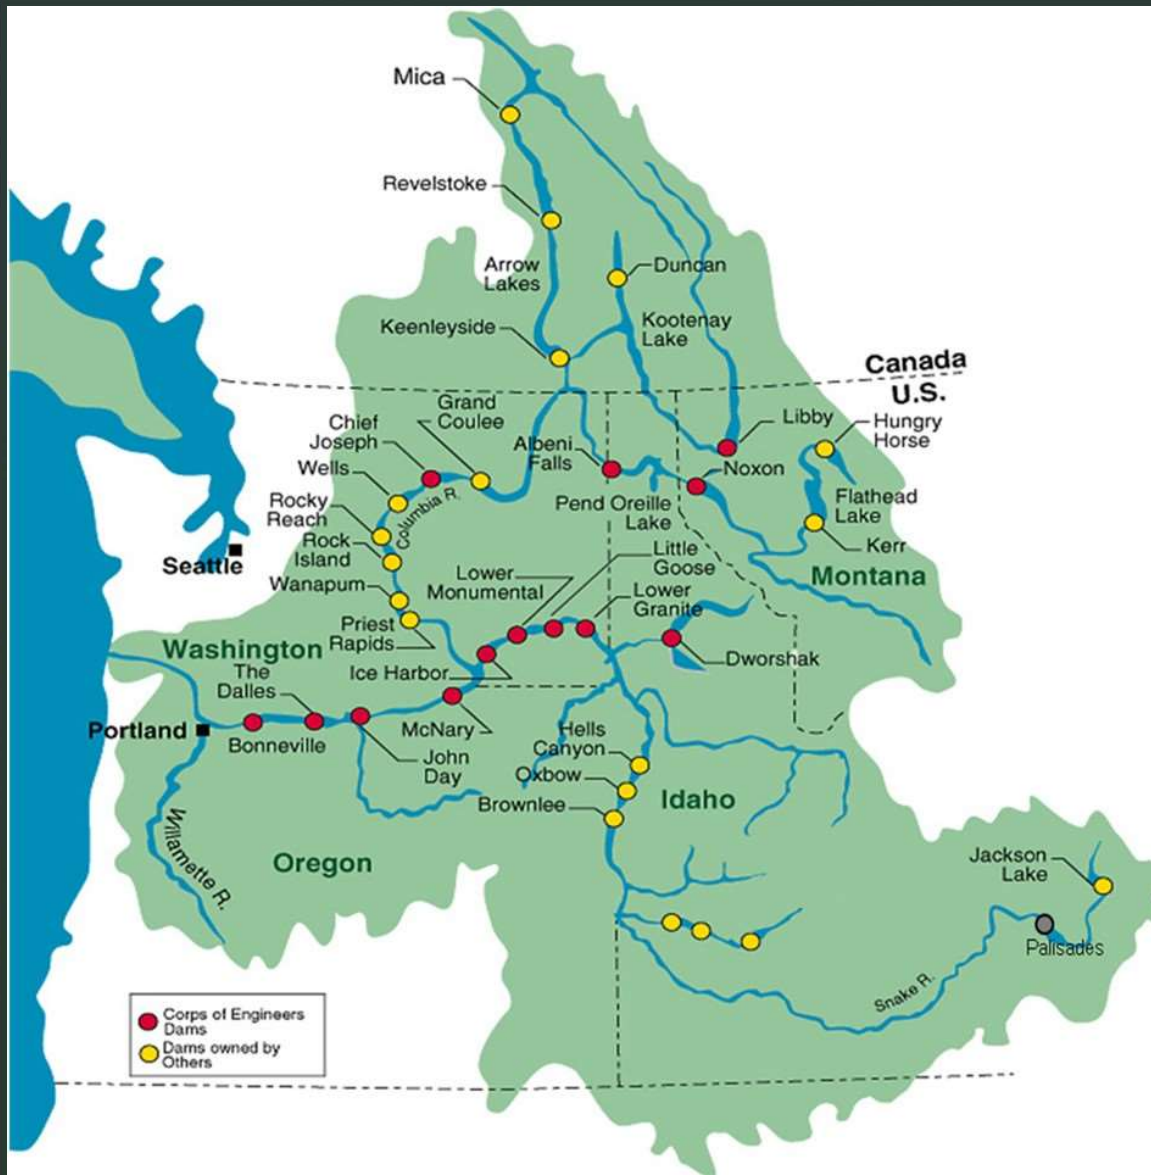 Mica
Revelstoke
Arrow
Lakes
Duncan
Keenleyside
Kootenay
Lake
Canada
U.S.
Grand
Coulee
Chief
Joseph
Albeni
Falls
Libby
Hungry
Horse
Wells
Noxon
Rocky
Reach
Columbia R.
Pend Oreille
Lake
Flathead
Lake
Rock
Island
Kerr
Seattle
Little
Goose
Wanapum
Lower
Monumental
Montana
Lower
Granite
Priest
Rapids
Washington
Ice Harbor
Dworshak
The
Dalles
Portland
Bonneville
McNary
John
Day
Hells
Canyon
Oxbow
Brownlee
Idaho
Willamette R.
Oregon
Jackson
Lake
Palisades
Snake R.
Corps of Engineers
Dams
Dams owned by
Others